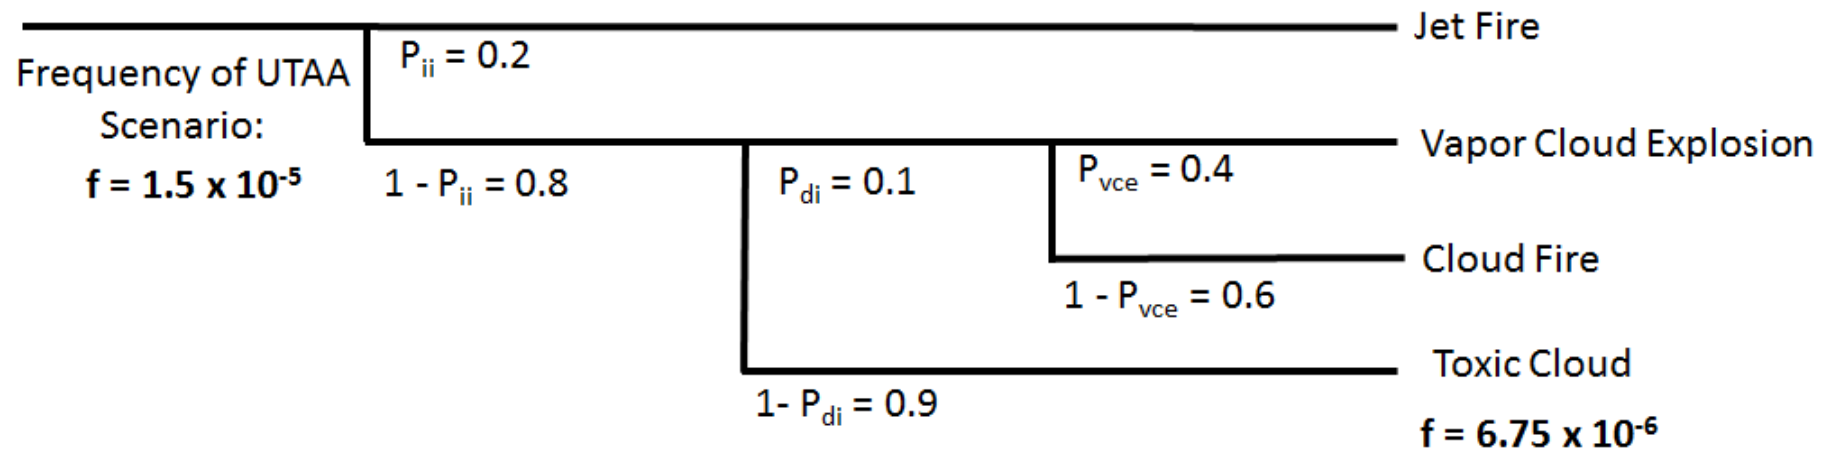 Jet Fire
P_ii = 0.2
Frequency of UTAA
Scenario:
f = 1.5 x 10^-5
Vapor Cloud Explosion
1 - P_ii = 0.8
P_di = 0.1
P_vce = 0.4
Cloud Fire
1 - P_vce = 0.6
Toxic Cloud
1- P_di = 0.9
f = 6.75 x 10^-6